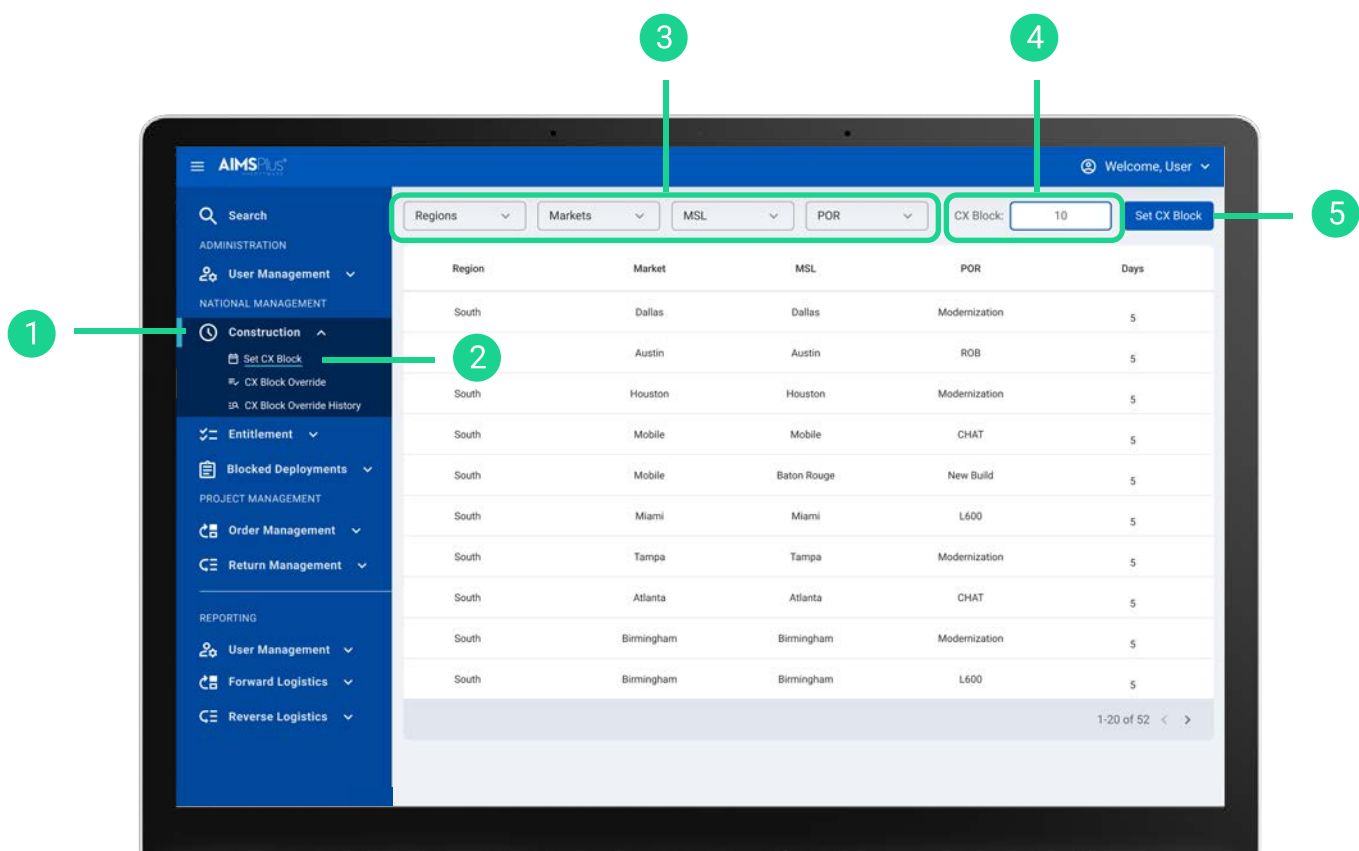 3
4
AIMSPlus
Welcome, User
Search
Regions
Markets
MSL
POR
CX Block:
10
Set CX Block
5
ADMINISTRATION
User Management
NATIONAL MANAGEMENT
1
Construction
Set CX Block
2
CX Block Override
CX Block Override History
Entitlement
Blocked Deployments
PROJECT MANAGEMENT
Order Management
Return Management
REPORTING
User Management
Forward Logistics
Reverse Logistics
Region Market MSL POR Days
South Dallas Dallas Modernization 5
Austin Austin ROB 5
South Houston Houston Modernization 5
South Mobile Mobile CHAT 5
South Mobile Baton Rouge New Build 5
South Miami Miami L600 5
South Tampa Tampa Modernization 5
South Atlanta Atlanta CHAT 5
South Birmingham Birmingham Modernization 5
South Birmingham Birmingham L600 5
1-20 of 52